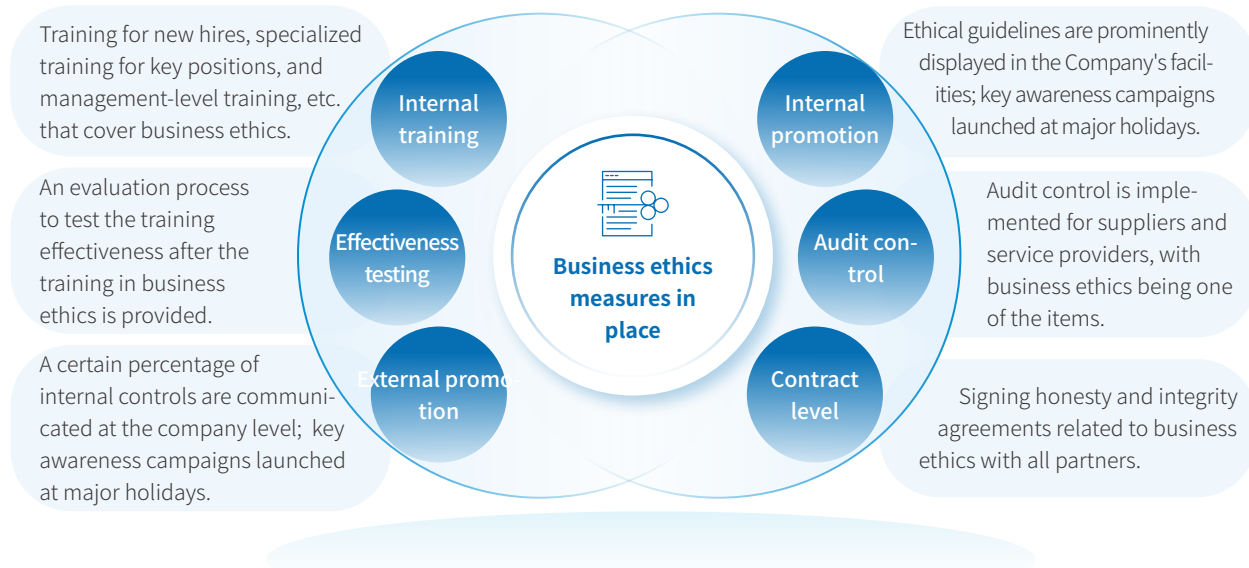 Training for new hires, specialized
training for key positions, and
management-level training, etc.
that cover business ethics.
Internal
training
An evaluation process
to test the training
effectiveness after the
training in business
ethics is provided.
Effectiveness
testing
A certain percentage of
internal controls are communi-
cated at the company level;  key
awareness campaigns launched
at major holidays.
External promo-
tion
Business ethics
measures in
place
Internal
promotion
Ethical guidelines are prominently
displayed in the Company's facil-
ities; key awareness campaigns
launched at major holidays.
Audit con-
trol
Audit control is imple-
mented for suppliers and
service providers, with
business ethics being one
of the items.
Contract
level
Signing honesty and integrity
agreements related to business
ethics with all partners.